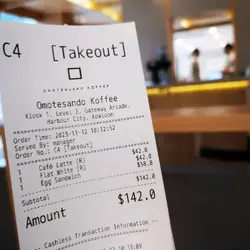 C4 [Takeout]
OMOTESANDO KOFFEE
Omotesando Koffee
Kiosk 1, Level 2, Gateway Arcade,
Harbour City, Kowloon
Order Time: 2023-11-12 10:12:52
Served By: manager
Order No.: C4 [Takeout]
1 Café Latte (R) $42.0
1 Flat White (R) $42.0
1 Egg Sandwich $58.0
Subtotal $142.0
Amount $142.0
-- Cashless Transaction Information --